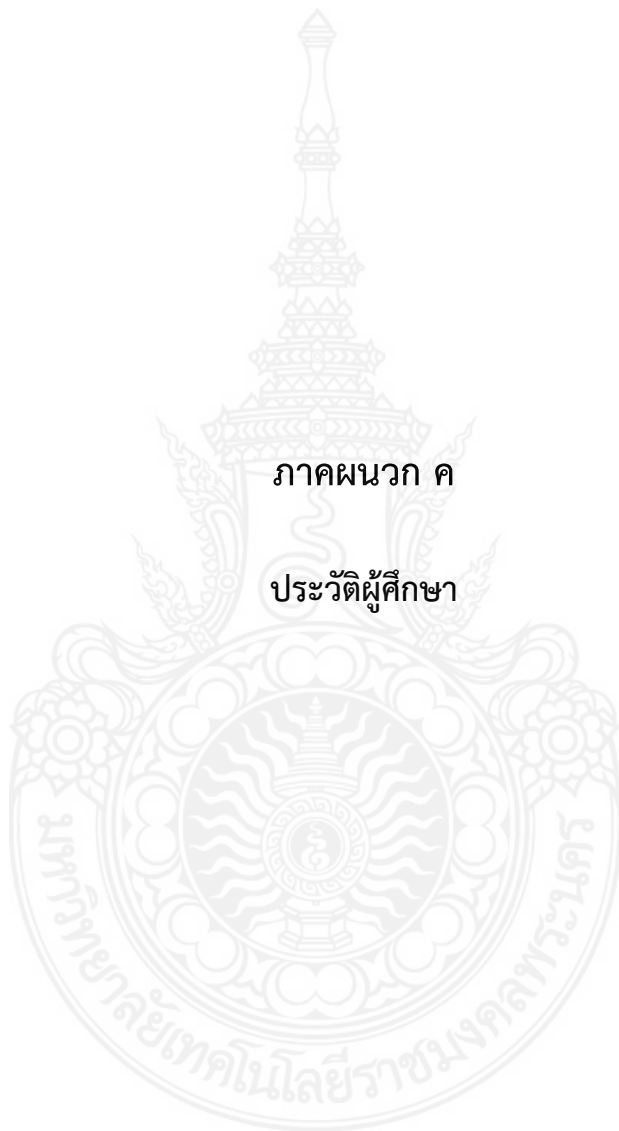 ภาคผนวก ค
ประวัติผู้ศึกษา
มหาวิทยาลัยเทคโนโลยีราชมงคลพระนคร